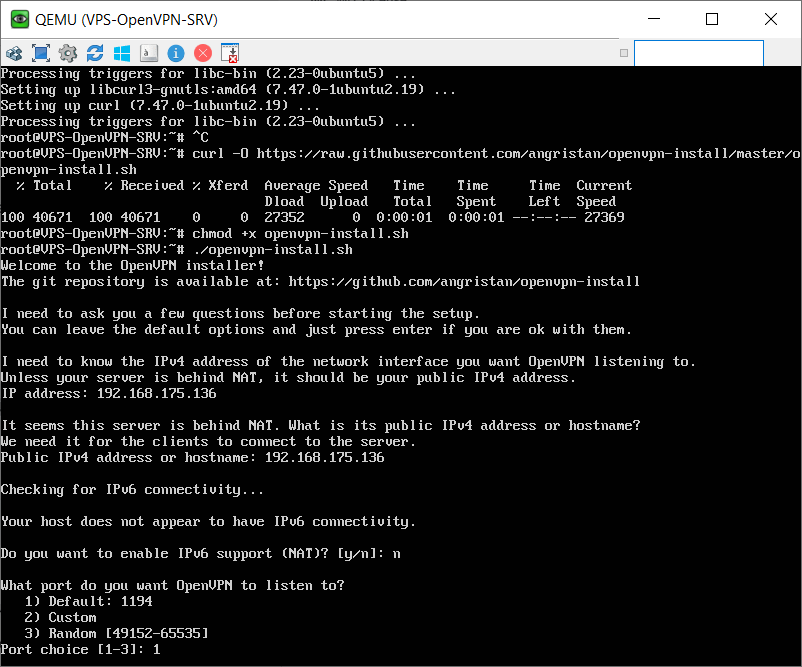 QEMU (VPS-OpenVPN-SRV)
Processing triggers for libc-bin (2.23-0ubuntu5) ...
Setting up libcurl3-gnutls:amd64 (7.47.0-1ubuntu2.19) ...
Setting up curl (7.47.0-1ubuntu2.19) ...
Processing triggers for libc-bin (2.23-0ubuntu5) ...
root@VPS-OpenVPN-SRV:~# ^C
root@VPS-OpenVPN-SRV:~# curl -O https://raw.githubusercontent.com/angristan/openvpn-install/master/o
penvpn-install.sh
  % Total    % Received % Xferd  Average Speed   Time    Time     Time  Current
                                 Dload  Upload   Total   Spent    Left  Speed
100 40671  100 40671    0     0  27352      0  0:00:01  0:00:01 --:--:-- 27369
root@VPS-OpenVPN-SRV:~# chmod +x openvpn-install.sh
root@VPS-OpenVPN-SRV:~# ./openvpn-install.sh
Welcome to the OpenVPN installer!
The git repository is available at: https://github.com/angristan/openvpn-install
I need to ask you a few questions before starting the setup.
You can leave the default options and just press enter if you are ok with them.
I need to know the IPv4 address of the network interface you want OpenVPN listening to.
Unless your server is behind NAT, it should be your public IPv4 address.
IP address: 192.168.175.136
It seems this server is behind NAT. What is its public IPv4 address or hostname?
We need it for the clients to connect to the server.
Public IPv4 address or hostname: 192.168.175.136
Checking for IPv6 connectivity...
Your host does not appear to have IPv6 connectivity.
Do you want to enable IPv6 support (NAT)? [y/n]: n
What port do you want OpenVPN to listen to?
   1) Default: 1194
   2) Custom
   3) Random [49152-65535]
Port choice [1-3]: 1